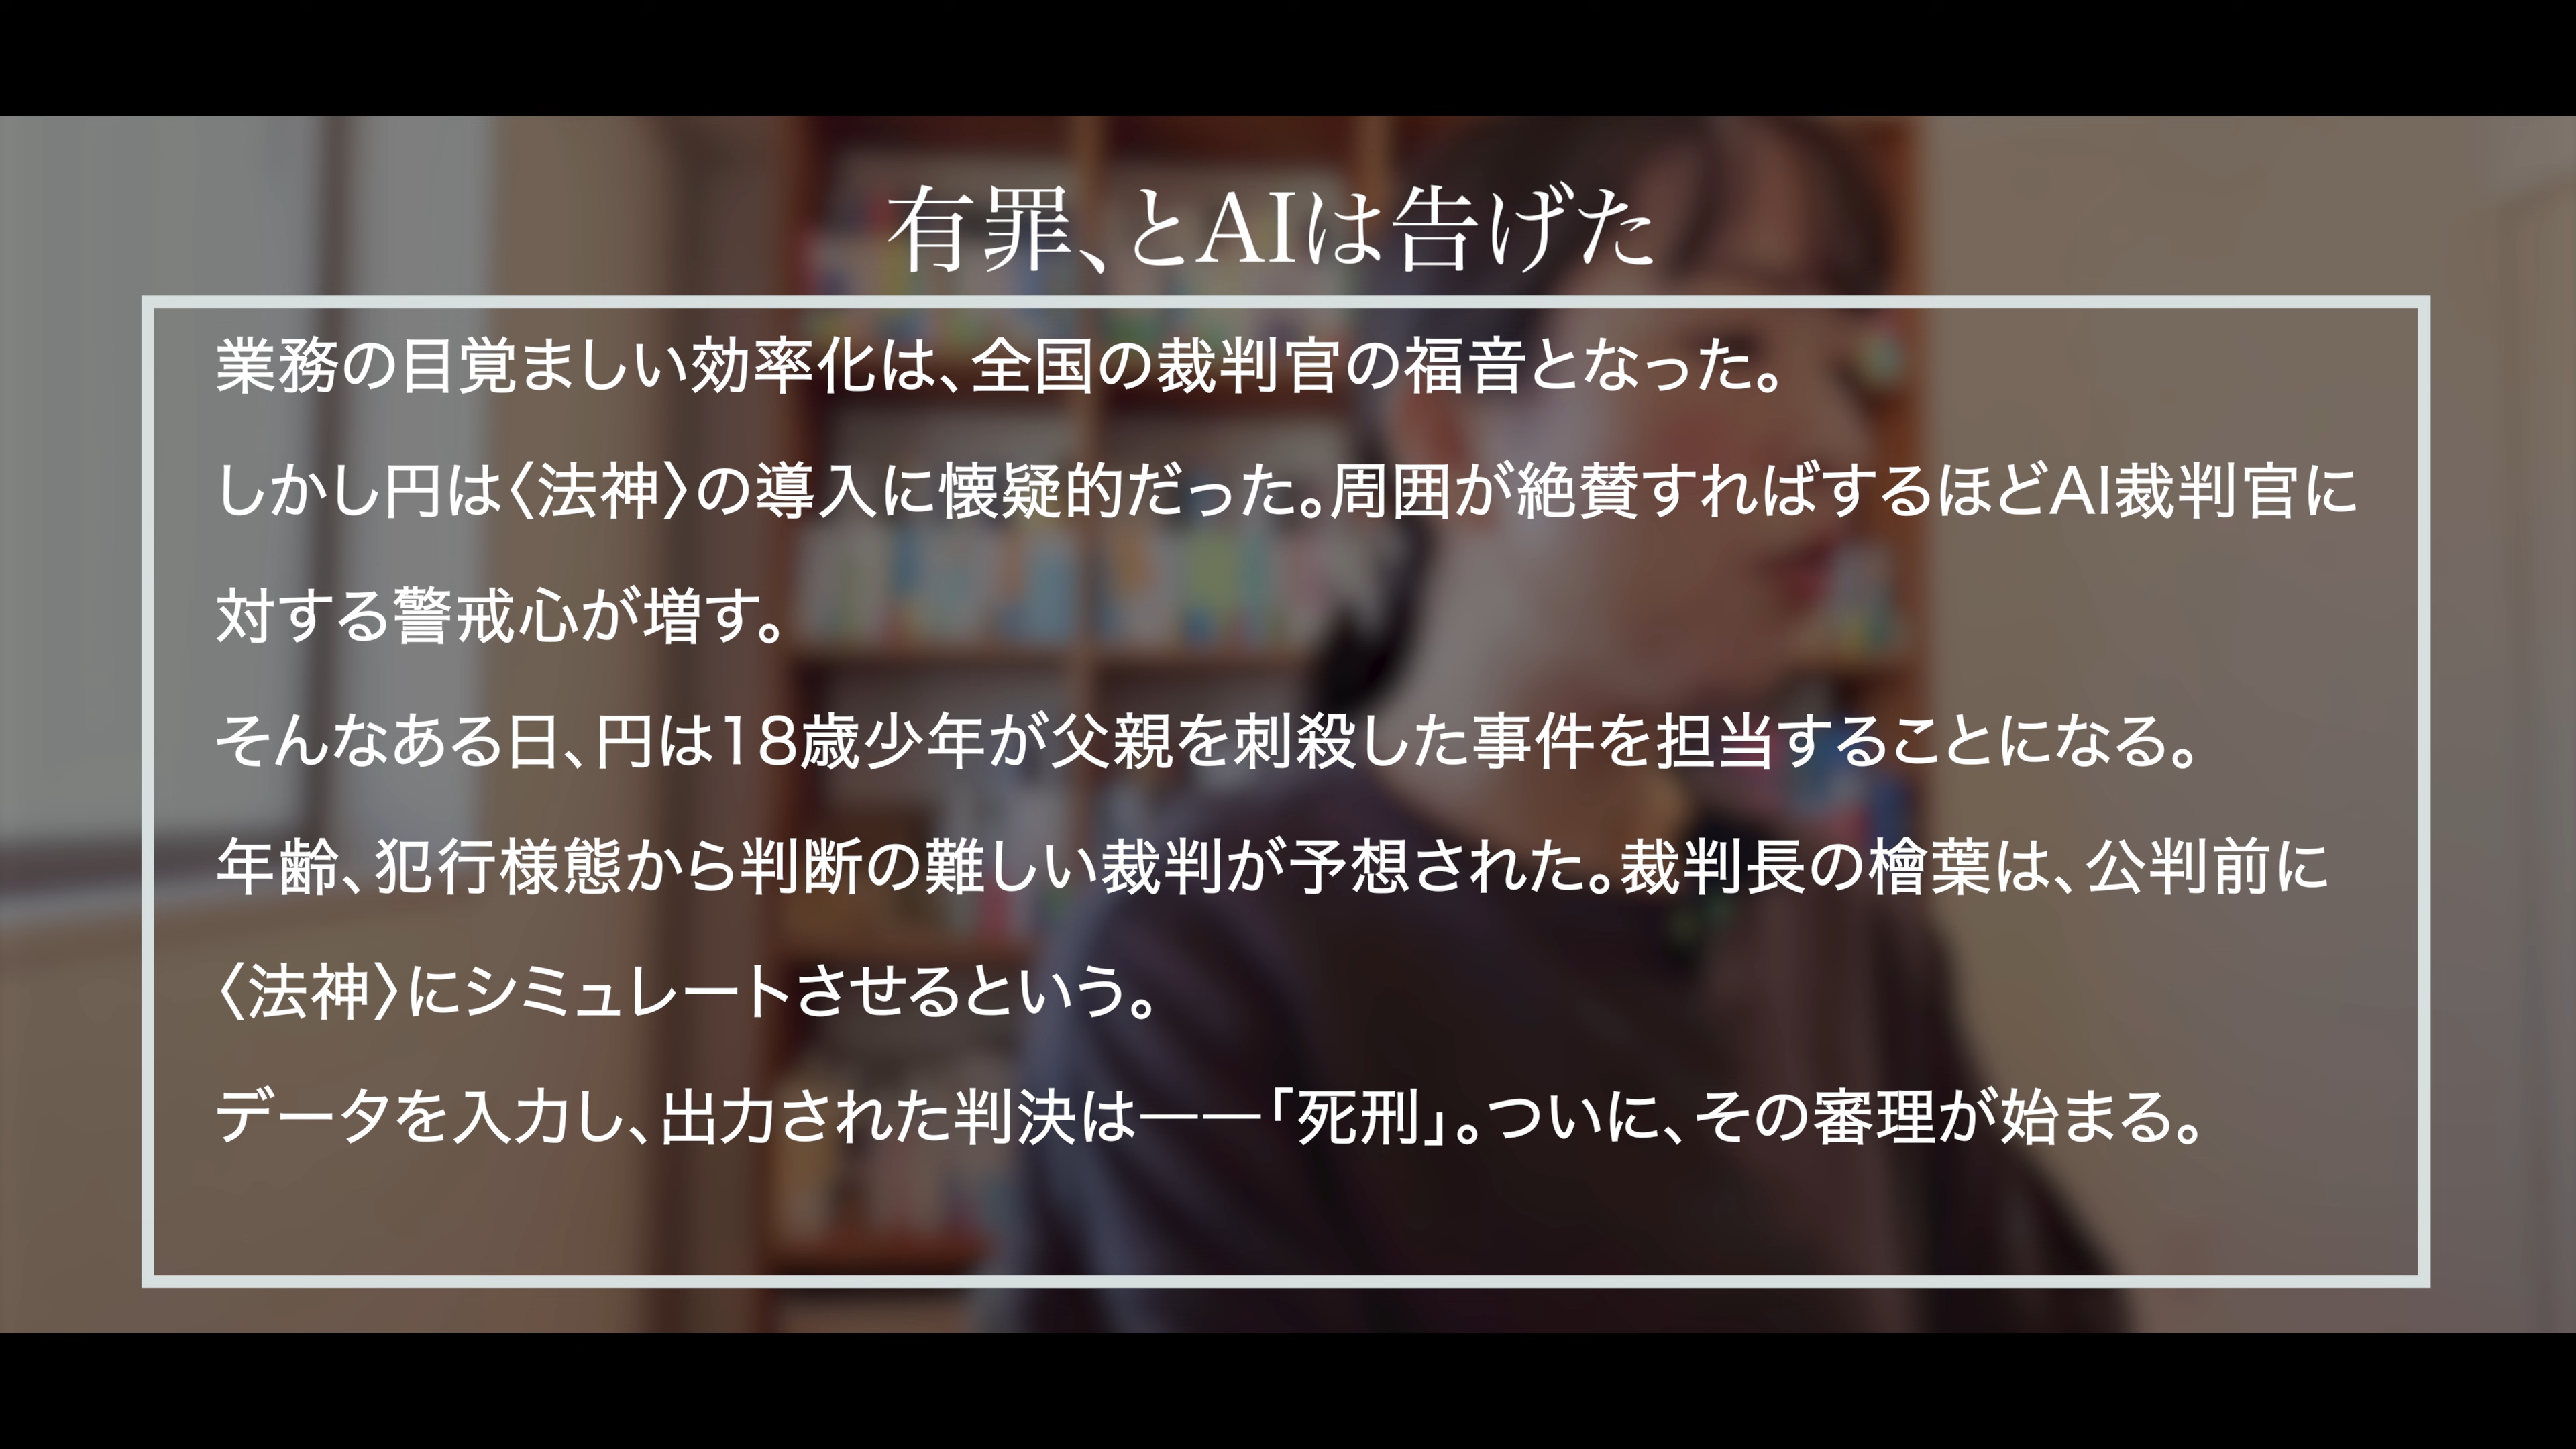 有罪、とAIは告げた
業務の目覚ましい効率化は、全国の裁判官の福音となった。
しかし円は〈法神〉の導入に懐疑的だった。周囲が絶賛すればするほどAI裁判官に
対する警戒心が増す。
そんなある日、円は18歳少年が父親を刺殺した事件を担当することになる。
年齢、犯行様態から判断の難しい裁判が予想された。裁判長の檜葉は、公判前に
〈法神〉にシミュレートさせるという。
データを入力し、出力された判決は——「死刑」。ついに、その審理が始まる。